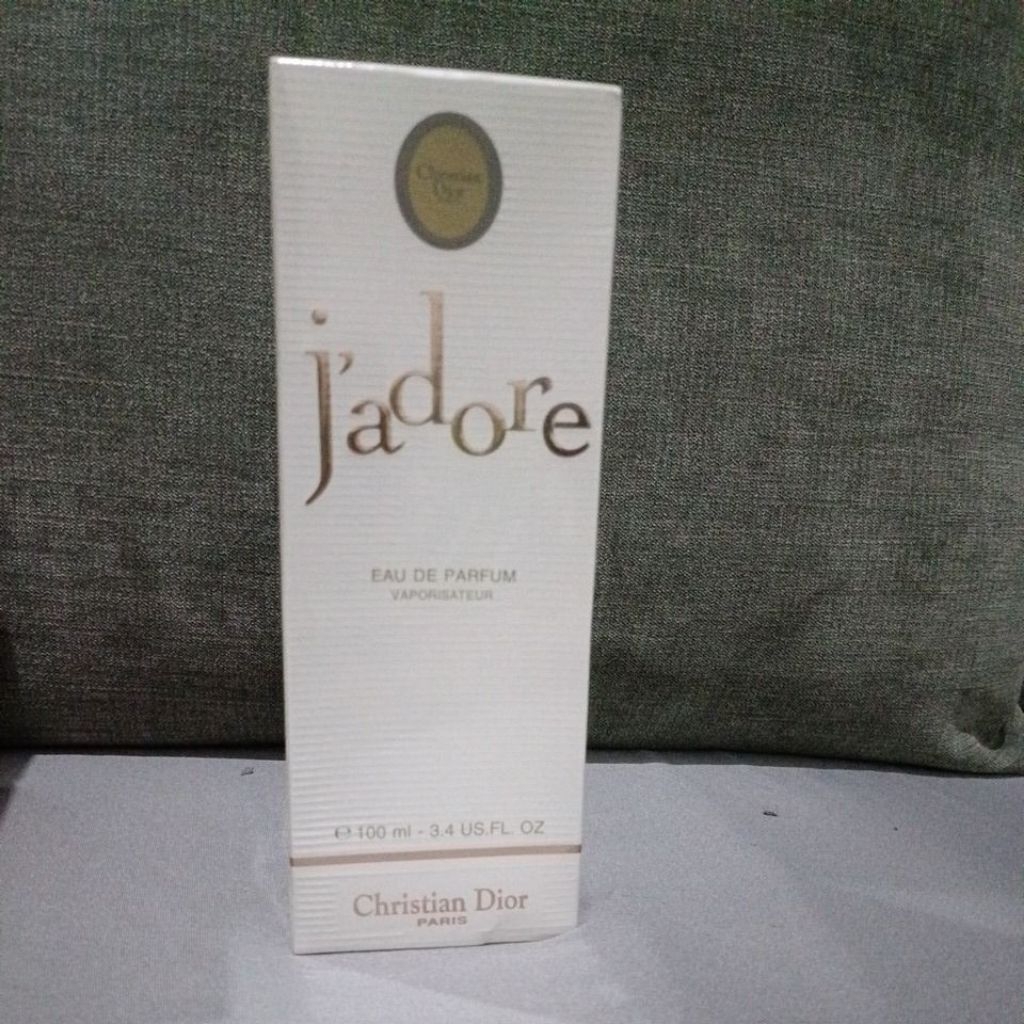 Christian
Dior
j'adore
EAU DE PARFUM
VAPORISATEUR
℮ 100 ml - 3.4 US.FL. OZ
Christian Dior
PARIS